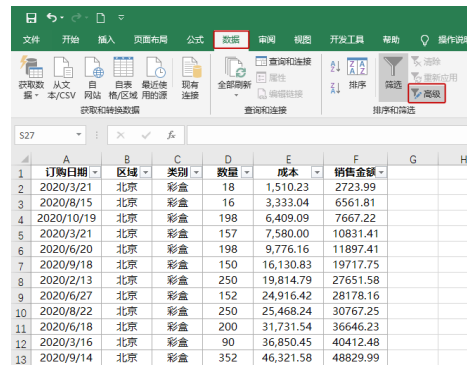 文件 开始 插入 页面布局 公式 数据 审阅 视图 开发工具 帮助 操作说明
获取数据 从文本/CSV 自网站 自表格/区域 最近使用的源 现有连接 全部刷新 查询和连接 属性 编辑链接 排序 筛选 清除 重新应用 高级
获取和转换数据 查询和连接 排序和筛选
S27 fx
A B C D E F G H
1 订购日期 区域 类别 数量 成本 销售金额
2 2020/3/21 北京 彩盒 18 1,510.23 2723.99
3 2020/8/15 北京 彩盒 16 3,333.04 6561.81
4 2020/10/19 北京 彩盒 198 6,409.09 7667.22
5 2020/3/21 北京 彩盒 157 7,580.00 10831.41
6 2020/6/20 北京 彩盒 198 9,776.16 11897.41
7 2020/9/18 北京 彩盒 150 16,130.83 19717.75
8 2020/2/13 北京 彩盒 250 19,814.79 27651.58
9 2020/6/27 北京 彩盒 152 24,916.42 28178.16
10 2020/8/22 北京 彩盒 250 25,468.24 30767.25
11 2020/6/18 北京 彩盒 200 31,731.54 36646.23
12 2020/3/16 北京 彩盒 90 36,850.45 40412.48
13 2020/9/14 北京 彩盒 352 46,321.58 48829.99